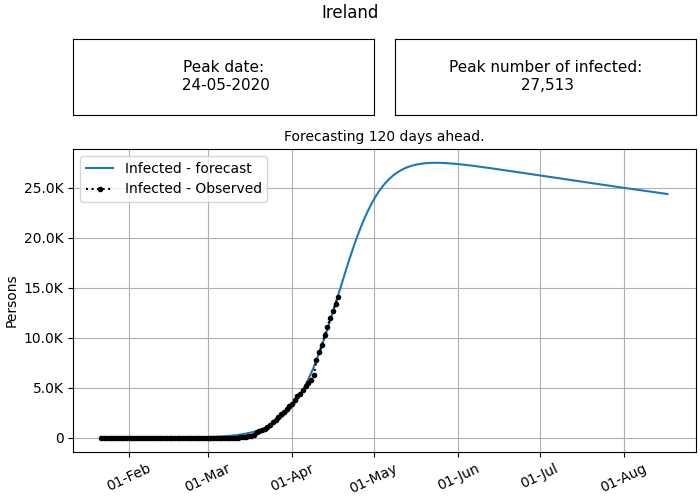 Ireland
Peak date:
24-05-2020
Peak number of infected:
27,513
Forecasting 120 days ahead.
Infected - forecast
Infected - Observed
25.0K
20.0K
15.0K
10.0K
5.0K
0
Persons
01-Feb
01-Mar
01-Apr
01-May
01-Jun
01-Jul
01-Aug